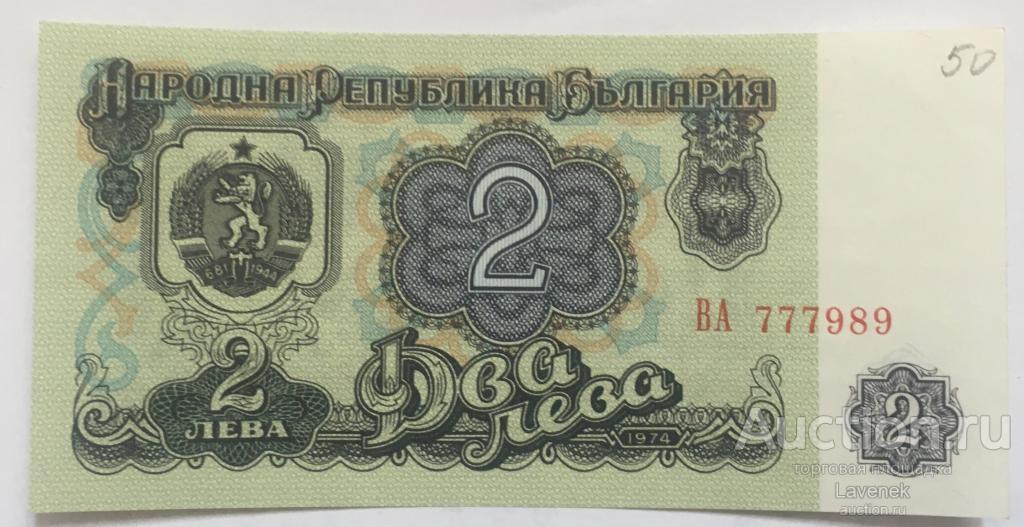 50
Народна Република България
681 1944
2
ВА 777989
2
ЛЕВА
Два
лева
1974
2
Auction.ru
торговая площадка
Lavenek
auction.ru